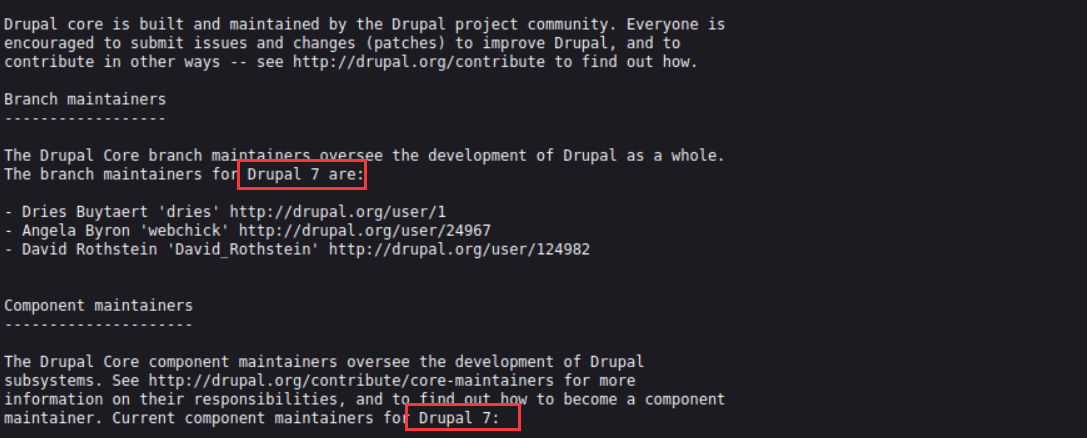 Drupal core is built and maintained by the Drupal project community. Everyone is
encouraged to submit issues and changes (patches) to improve Drupal, and to
contribute in other ways -- see http://drupal.org/contribute to find out how.
Branch maintainers
------------------
The Drupal Core branch maintainers oversee the development of Drupal as a whole.
The branch maintainers for Drupal 7 are:
- Dries Buytaert 'dries' http://drupal.org/user/1
- Angela Byron 'webchick' http://drupal.org/user/24967
- David Rothstein 'David_Rothstein' http://drupal.org/user/124982
Component maintainers
---------------------
The Drupal Core component maintainers oversee the development of Drupal
subsystems. See http://drupal.org/contribute/core-maintainers for more
information on their responsibilities, and to find out how to become a component
maintainer. Current component maintainers for Drupal 7: